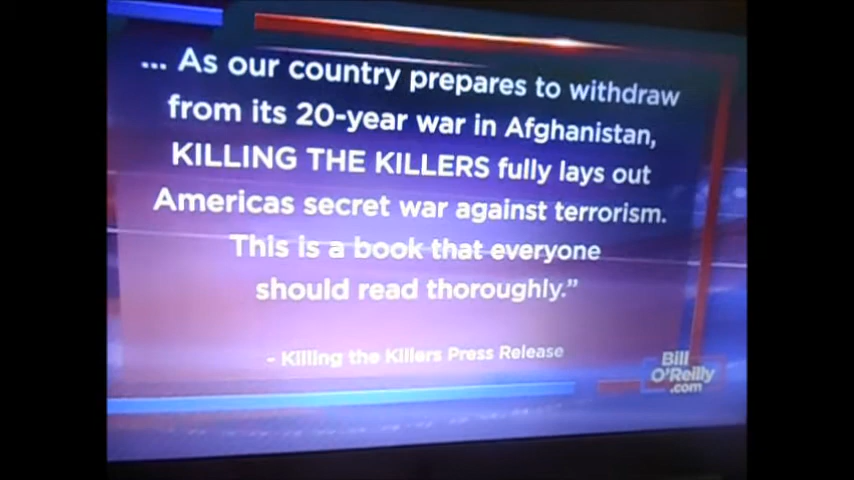 ... As our country prepares to withdraw
from its 20-year war in Afghanistan,
KILLING THE KILLERS fully lays out
Americas secret war against terrorism.
This is a book that everyone
should read thoroughly.”
- Killing the Killers Press Release
Bill
O'Reilly
.com